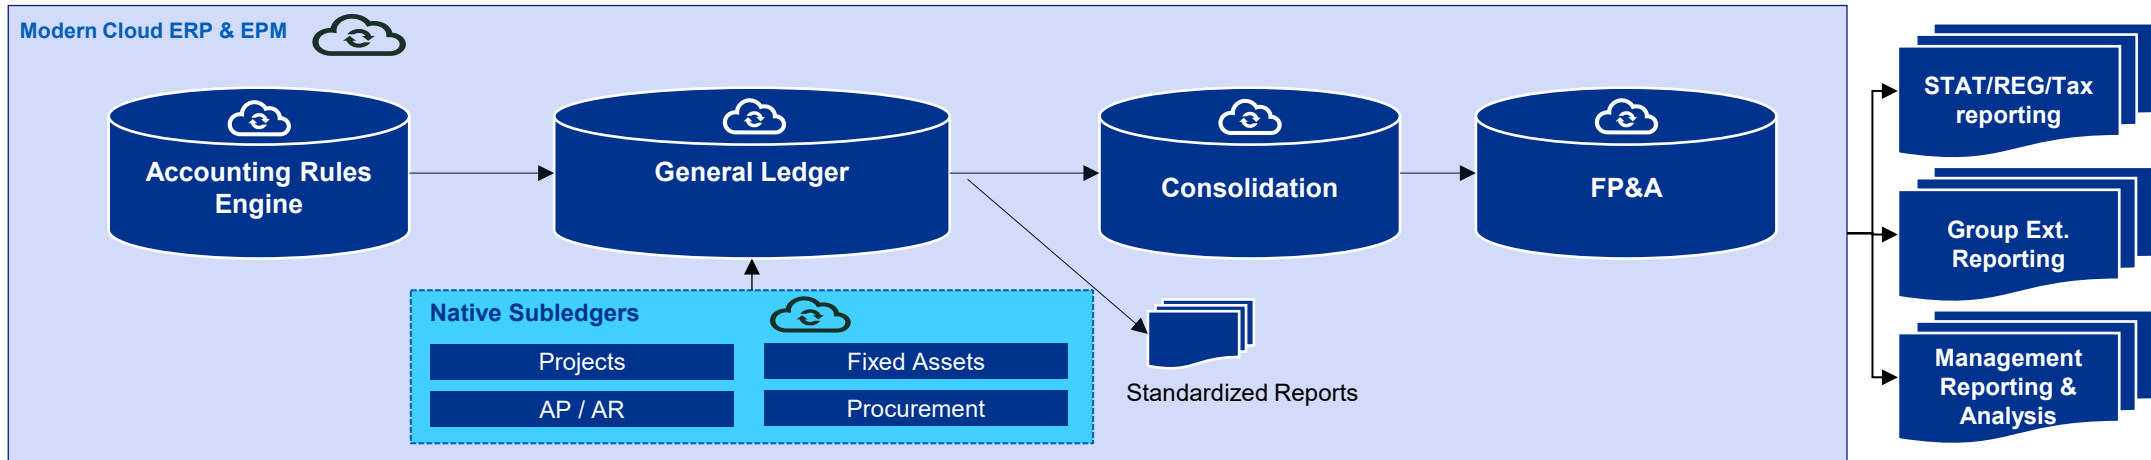 Modern Cloud ERP & EPM
Accounting Rules
Engine
General Ledger
Consolidation
FP&A
Native Subledgers
Projects
Fixed Assets
AP / AR
Procurement
Standardized Reports
STAT/REG/Tax
reporting
Group Ext.
Reporting
Management
Reporting &
Analysis